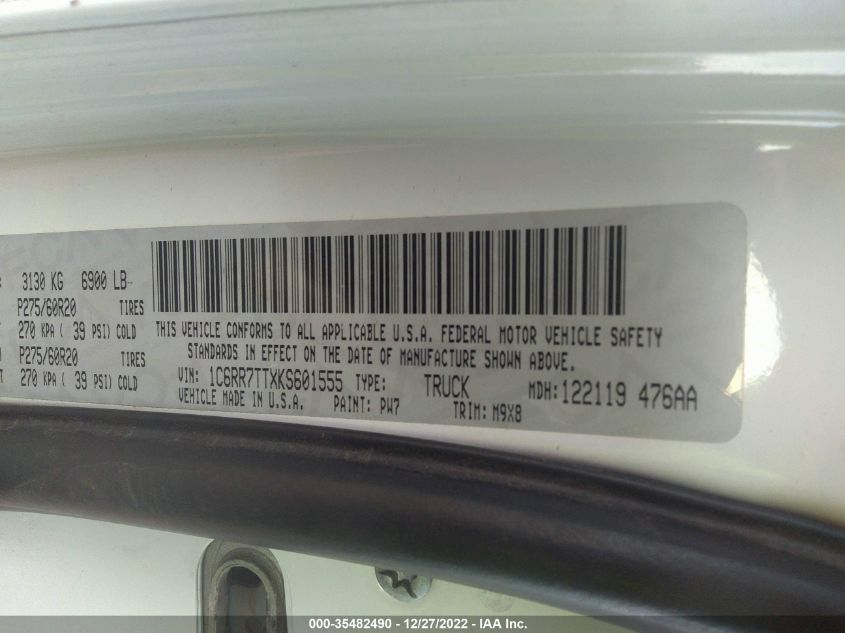 3130 KG 6900 LB
P275/60R20 TIRES
270 KPA ( 39 PSI) COLD
P275/60R20 TIRES
270 KPA ( 39 PSI) COLD
THIS VEHICLE CONFORMS TO ALL APPLICABLE U.S.A. FEDERAL MOTOR VEHICLE SAFETY
STANDARDS IN EFFECT ON THE DATE OF MANUFACTURE SHOWN ABOVE.
VIN: 1C6RR7TTXKS601555 TYPE: TRUCK MDH:122119 476AA
VEHICLE MADE IN U.S.A. PAINT: PW7 TRIM: M9X8
000-35482490 - 12/27/2022 - IAA Inc.